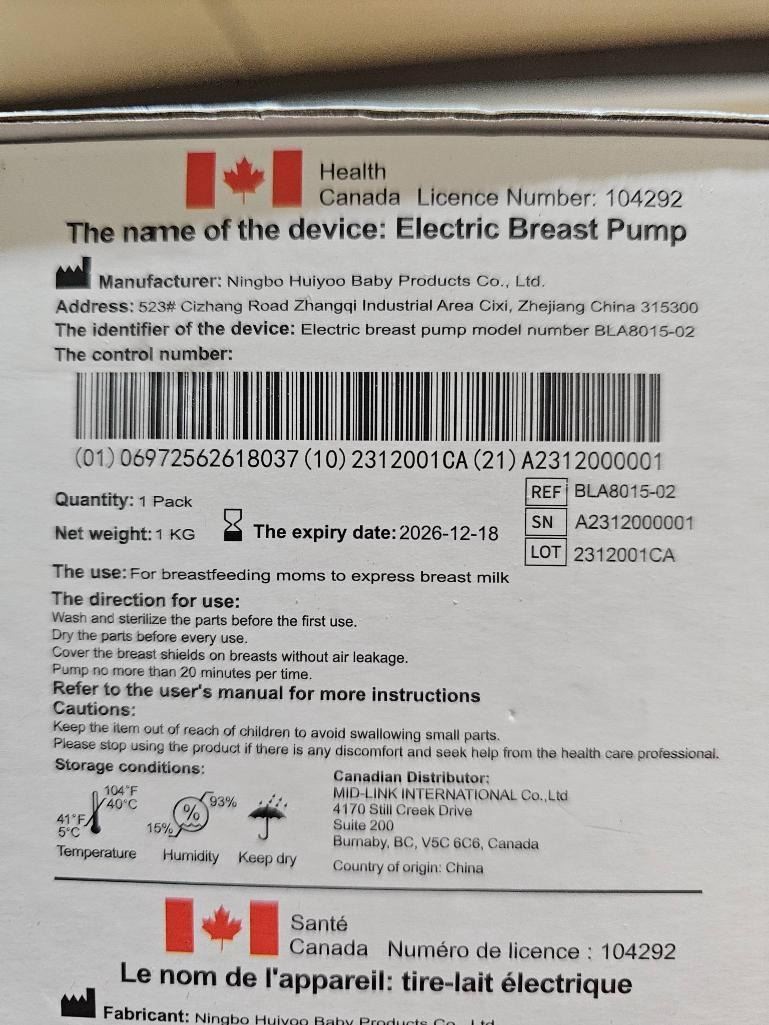 Health
Canada Licence Number: 104292
The name of the device: Electric Breast Pump
Manufacturer: Ningbo Huiyoo Baby Products Co., Ltd.
Address: 523# Cizhang Road Zhangqi Industrial Area Cixi, Zhejiang China 315300
The identifier of the device: Electric breast pump model number BLA8015-02
The control number:
(01)06972562618037(10)2312001CA(21)A2312000001
Quantity: 1 Pack
REF BLA8015-02
Net weight: 1 KG
The expiry date: 2026-12-18
SN A2312000001
LOT 2312001CA
The use: For breastfeeding moms to express breast milk
The direction for use:
Wash and sterilize the parts before the first use.
Dry the parts before every use.
Cover the breast shields on breasts without air leakage.
Pump no more than 20 minutes per time.
Refer to the user's manual for more instructions
Cautions:
Keep the item out of reach of children to avoid swallowing small parts.
Please stop using the product if there is any discomfort and seek help from the health care professional.
Storage conditions:
104°F
40°C
41°F
5°C
Temperature
93%
%
15%
Humidity
Keep dry
Canadian Distributor:
MID-LINK INTERNATIONAL Co.,Ltd
4170 Still Creek Drive
Suite 200
Burnaby, BC, V5C 6C6, Canada
Country of origin: China
Santé
Canada Numéro de licence : 104292
Le nom de l'appareil: tire-lait électrique
Fabricant: Ningbo Huiyoo Baby Products Co., Ltd.